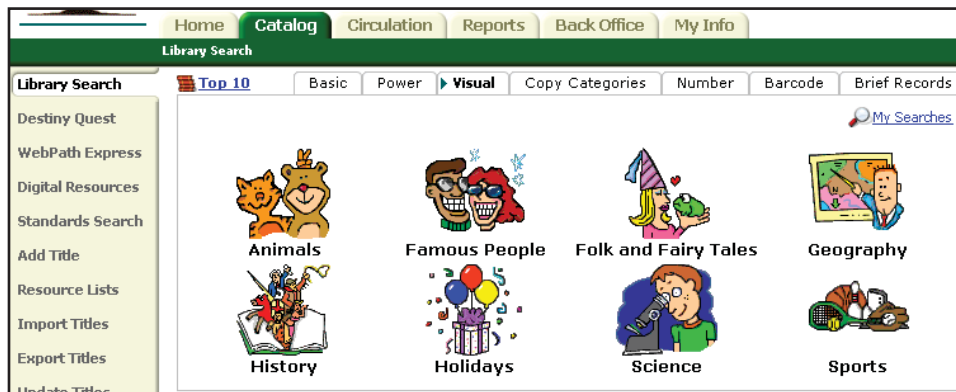 Home Catalog Circulation Reports Back Office My Info
Library Search
Library Search
Top 10 Basic Power Visual Copy Categories Number Barcode Brief Records
My Searches
Destiny Quest
WebPath Express
Digital Resources
Standards Search
Add Title
Resource Lists
Import Titles
Export Titles
Update Titles
Animals Famous People Folk and Fairy Tales Geography
History Holidays Science Sports